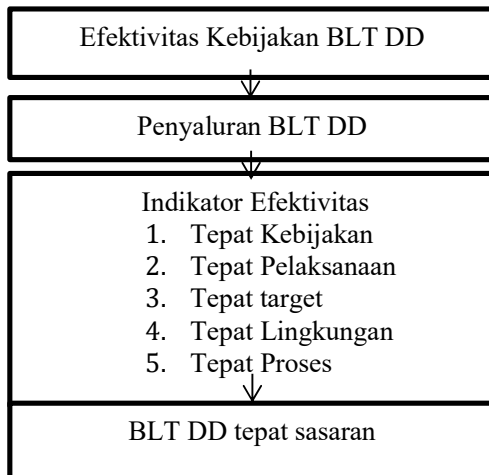 Efektivitas Kebijakan BLT DD
Penyaluran BLT DD
Indikator Efektivitas
1. Tepat Kebijakan
2. Tepat Pelaksanaan
3. Tepat target
4. Tepat Lingkungan
5. Tepat Proses
BLT DD tepat sasaran